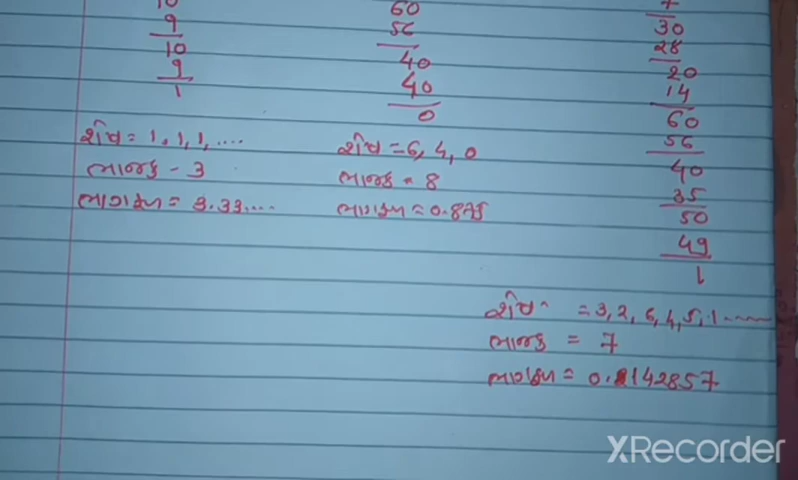 10
9
10
9
1
શેષ = 1, 1, 1, ....
ભાજક - 3
ભાગફળ = 3.33....
60
56
40
40
0
શેષ = 6, 4, 0
ભાજક = 8
ભાગફળ = 0.875
7
30
28
20
14
60
56
40
35
50
49
1
શેષ = 3, 2, 6, 4, 5, 1 ......
ભાજક = 7
ભાગફળ = 0.142857
XRecorder